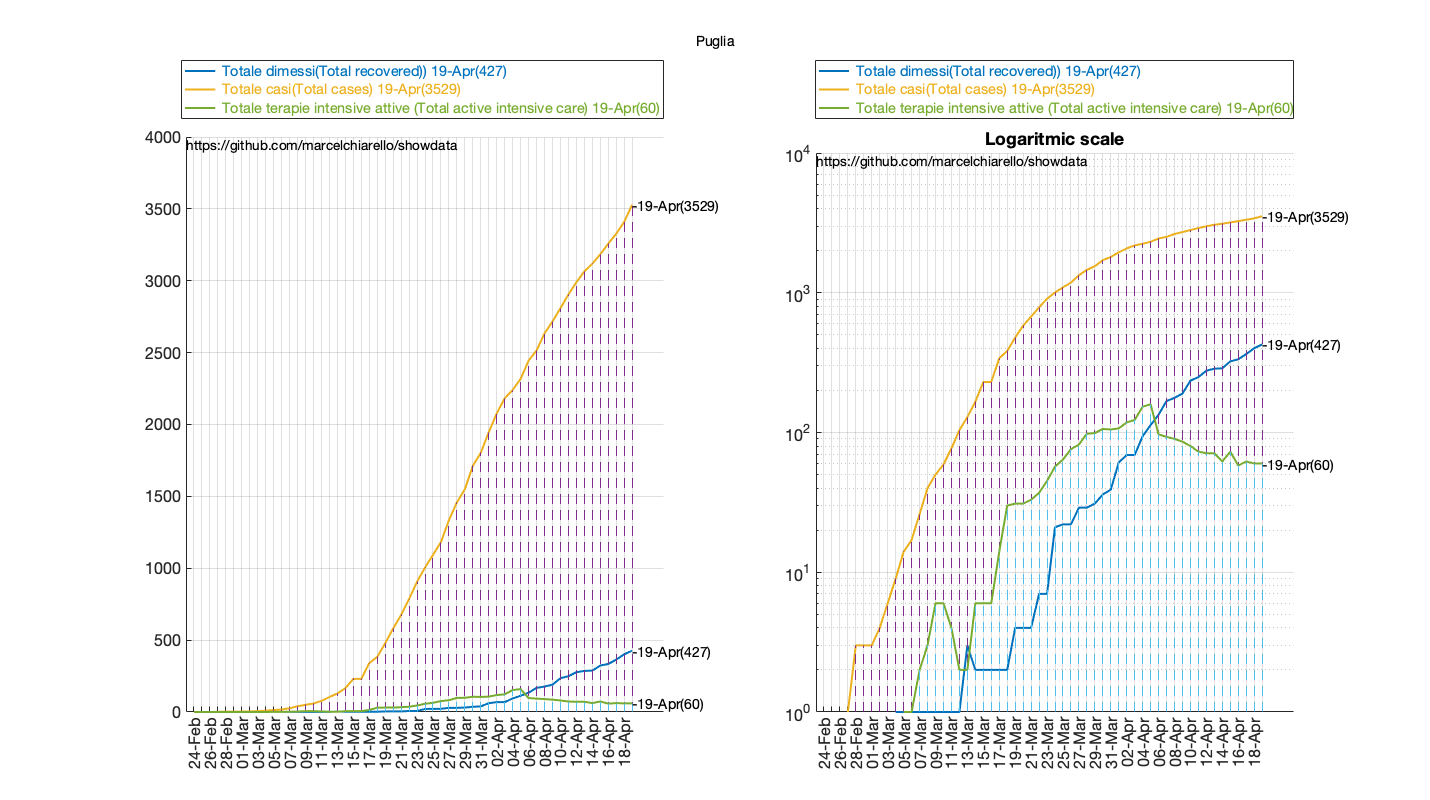 Puglia
Totale dimessi(Total recovered)) 19-Apr(427)
Totale casi(Total cases) 19-Apr(3529)
Totale terapie intensive attive (Total active intensive care) 19-Apr(60)
https://github.com/marcelchiarello/showdata
4000
3500
3000
2500
2000
1500
1000
500
0
-19-Apr(3529)
-19-Apr(427)
-19-Apr(60)
24-Feb
26-Feb
28-Feb
01-Mar
03-Mar
05-Mar
07-Mar
09-Mar
11-Mar
13-Mar
15-Mar
17-Mar
19-Mar
21-Mar
23-Mar
25-Mar
27-Mar
29-Mar
31-Mar
02-Apr
04-Apr
06-Apr
08-Apr
10-Apr
12-Apr
14-Apr
16-Apr
18-Apr
Totale dimessi(Total recovered)) 19-Apr(427)
Totale casi(Total cases) 19-Apr(3529)
Totale terapie intensive attive (Total active intensive care) 19-Apr(60)
Logaritmic scale
https://github.com/marcelchiarello/showdata
10^4
10^3
10^2
10^1
10^0
-19-Apr(3529)
-19-Apr(427)
-19-Apr(60)
24-Feb
26-Feb
28-Feb
01-Mar
03-Mar
05-Mar
07-Mar
09-Mar
11-Mar
13-Mar
15-Mar
17-Mar
19-Mar
21-Mar
23-Mar
25-Mar
27-Mar
29-Mar
31-Mar
02-Apr
04-Apr
06-Apr
08-Apr
10-Apr
12-Apr
14-Apr
16-Apr
18-Apr